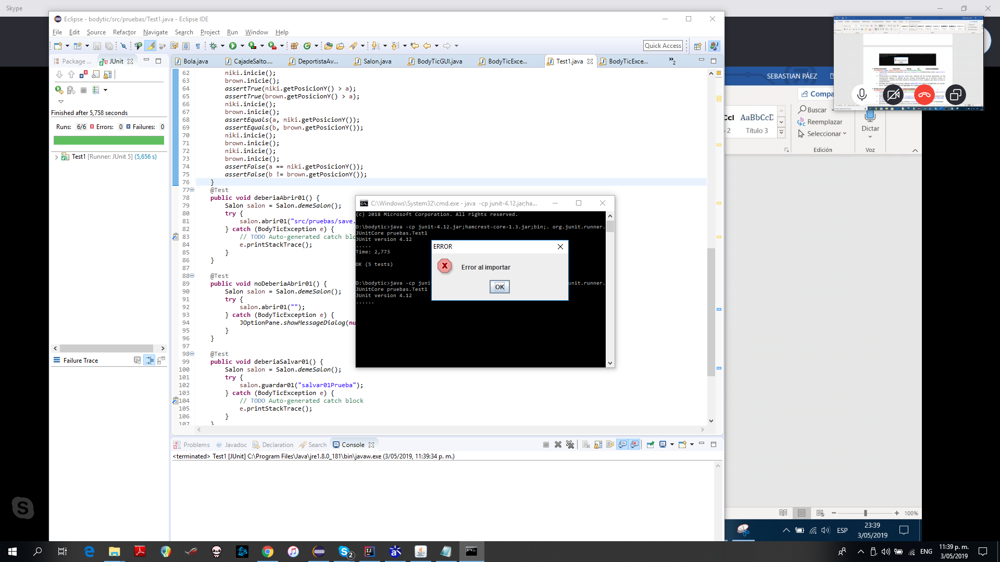 Skype
Eclipse - bodytic/src/pruebas/Test1.java - Eclipse IDE
File Edit Source Refactor Navigate Search Project Run Window Help
Quick Access
Package ... JUnit
Finished after 5,758 seconds
Runs: 6/6 Errors: 0 Failures: 0
Test1 [Runner: JUnit 5] (5,656 s)
Failure Trace
Bola.java CajadeSalto.... DeportistaAv... Salon.java BodyTicGUI.java BodyTicExce... Test1.java BodyTicExce... »2
62 niki.inicie();
63 brown.inicie();
64 assertTrue(niki.getPosicionY() > a);
65 assertTrue(brown.getPosicionY() > a);
66 niki.inicie();
67 brown.inicie();
68 assertEquals(a, niki.getPosicionY());
69 assertEquals(b, brown.getPosicionY());
70 niki.inicie();
71 brown.inicie();
72 niki.inicie();
73 brown.inicie();
74 assertFalse(a == niki.getPosicionY());
75 assertFalse(b != brown.getPosicionY());
76 }
77 @Test
78 public void deberiaAbrir01() {
79 Salon salon = Salon.demeSalon();
80 try {
81 salon.abrir01("src/pruebas/save.
82 } catch (BodyTicException e) {
83 // TODO Auto-generated catch blo
84 e.printStackTrace();
85 }
86 }
87
88 @Test
89 public void noDeberiaAbrir01() {
90 Salon salon = Salon.demeSalon();
91 try {
92 salon.abrir01("");
93 } catch (BodyTicException e) {
94 JOptionPane.showMessageDialog(nu
95 }
96 }
97
98 @Test
99 public void deberiaSalvar01() {
100 Salon salon = Salon.demeSalon();
101 try {
102 salon.guardar01("salvar01Prueba");
103 } catch (BodyTicException e) {
104 // TODO Auto-generated catch block
105 e.printStackTrace();
106 }
107 }
C:\Windows\System32\cmd.exe - java -cp junit-4.12.jar;ha...
(c) 2018 Microsoft Corporation. All rights reserved.
D:\bodytic>java -cp junit-4.12.jar;hamcrest-core-1.3.jar;bin;. org.junit.runner.
JUnitCore pruebas.Test1
JUnit version 4.12
.....
Time: 2,773
OK (5 tests)
D:\bodytic>java -cp juni unit.runner.
JUnitCore pruebas.Test1
JUnit version 4.12
......
ERROR
Error al importar
OK
Problems @ Javadoc Declaration Search Console
<terminated> Test1 [JUnit] C:\Program Files\Java\jre1.8.0_181\bin\javaw.exe (3/05/2019, 11:39:34 p. m.)
SEBASTIAN PÁEZ
Compa
Ccl AaBbCcD
2 Título 3
Buscar
Reemplazar
Seleccionar
Edición
Dictar
Voz
100%
ESP
23:39
3/05/2019
2
ENG
11:39 p. m.
3/05/2019